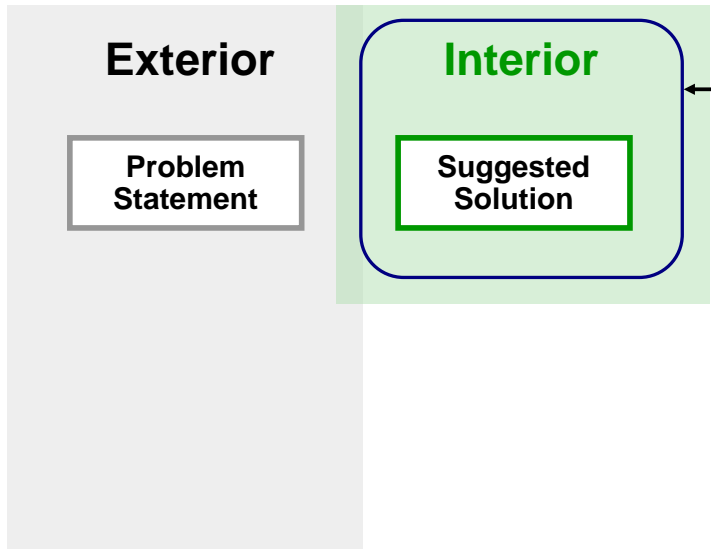 Exterior
Interior
Problem
Statement
Suggested
Solution